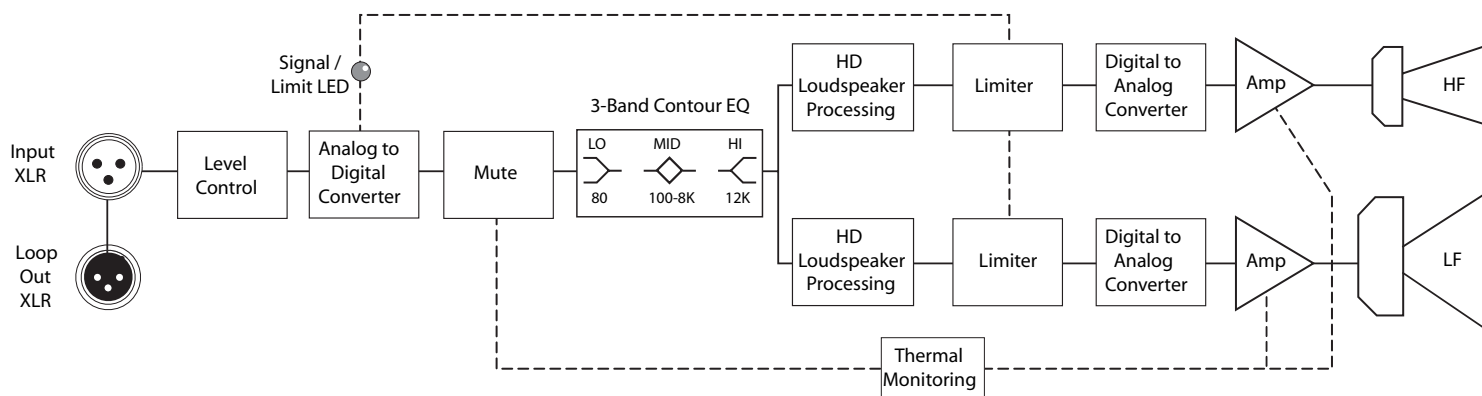 Signal /
Limit LED
Input
XLR
Loop
Out
XLR
Level
Control
Analog to
Digital
Converter
Mute
3-Band Contour EQ
LO MID HI
80 100-8K 12K
HD
Loudspeaker
Processing
Limiter
Digital to
Analog
Converter
Amp
HF
HD
Loudspeaker
Processing
Limiter
Digital to
Analog
Converter
Amp
LF
Thermal
Monitoring